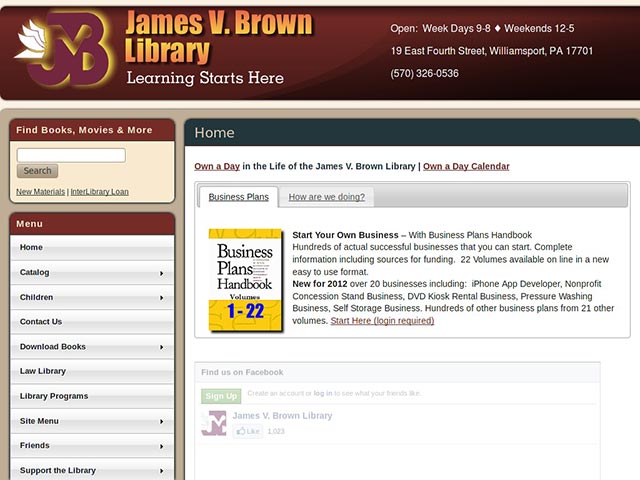 James V. Brown
Library
Learning Starts Here
Open: Week Days 9-8 ♦ Weekends 12-5
19 East Fourth Street, Williamsport, PA 17701
(570) 326-0536
Find Books, Movies & More
Search
New Materials | InterLibrary Loan
Menu
Home
Catalog
Children
Contact Us
Download Books
Law Library
Library Programs
Site Menu
Friends
Support the Library
Home
Own a Day in the Life of the James V. Brown Library | Own a Day Calendar
Business Plans
How are we doing?
Business
Plans
Handbook
Volumes
1 - 22
Start Your Own Business – With Business Plans Handbook
Hundreds of actual successful businesses that you can start. Complete
information including sources for funding. 22 Volumes available on line in a new
easy to use format.
New for 2012 over 20 businesses including: iPhone App Developer, Nonprofit
Concession Stand Business, DVD Kiosk Rental Business, Pressure Washing
Business, Self Storage Business. Hundreds of other business plans from 21 other
volumes. Start Here (login required)
Find us on Facebook
Sign Up
Create an account or log in to see what your friends like.
James V. Brown Library
Like
1,023